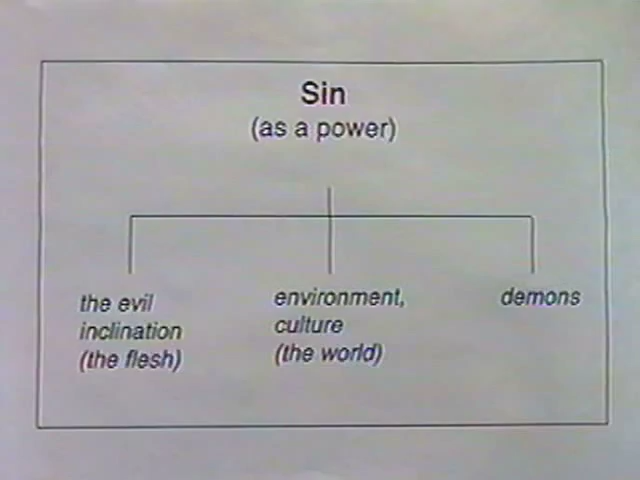 Sin
(as a power)
the evil
inclination
(the flesh)
environment,
culture
(the world)
demons